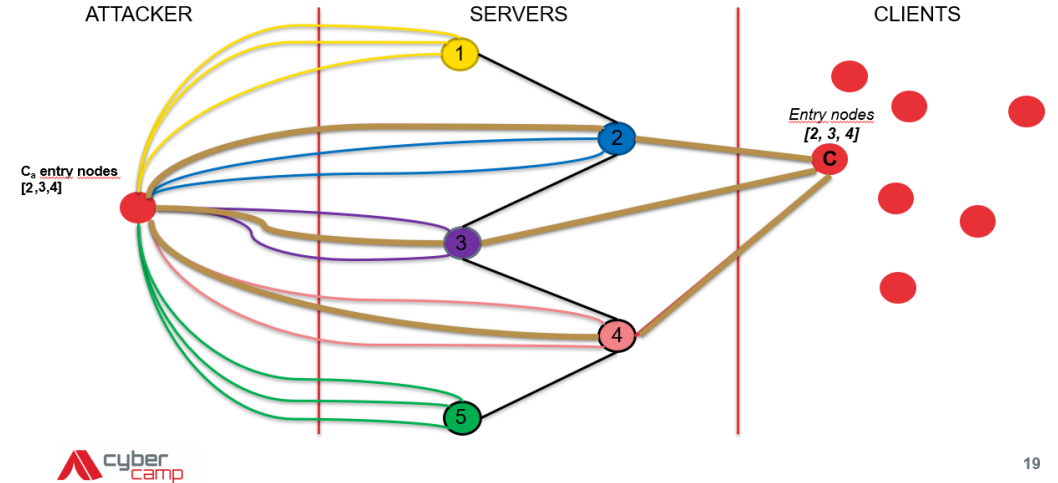 ATTACKER
SERVERS
CLIENTS
1
Entry nodes
[2, 3, 4]
2
C
Ca entry nodes
[2,3,4]
3
4
5
cyber
camp
19